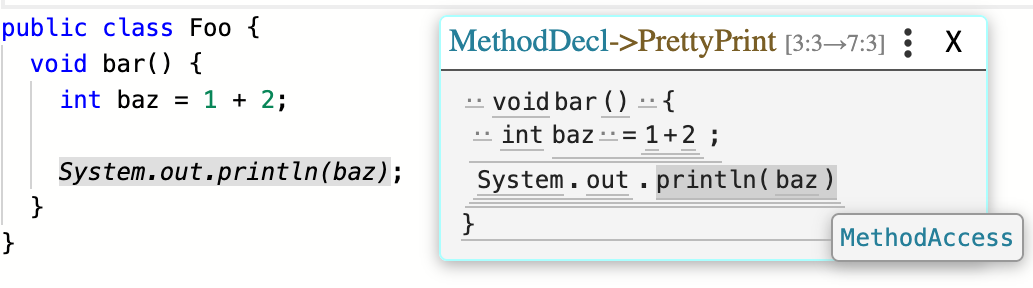 public class Foo {
void bar() {
int baz = 1 + 2;
System.out.println(baz);
}
}
MethodDecl->PrettyPrint [3:3→7:3] ⋮ X
·· void bar () ·· {
·· int baz ·· = 1+2 ;
System . out . println( baz )
}
MethodAccess